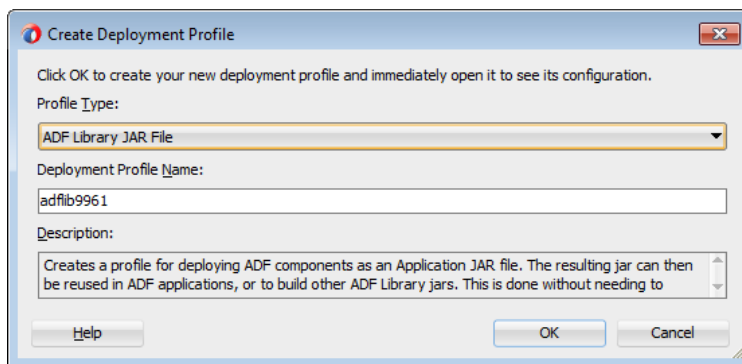 Create Deployment Profile
Click OK to create your new deployment profile and immediately open it to see its configuration.
Profile Type:
ADF Library JAR File
Deployment Profile Name:
adflib9961
Description:
Creates a profile for deploying ADF components as an Application JAR file. The resulting jar can then
be reused in ADF applications, or to build other ADF Library jars. This is done without needing to
Help OK Cancel